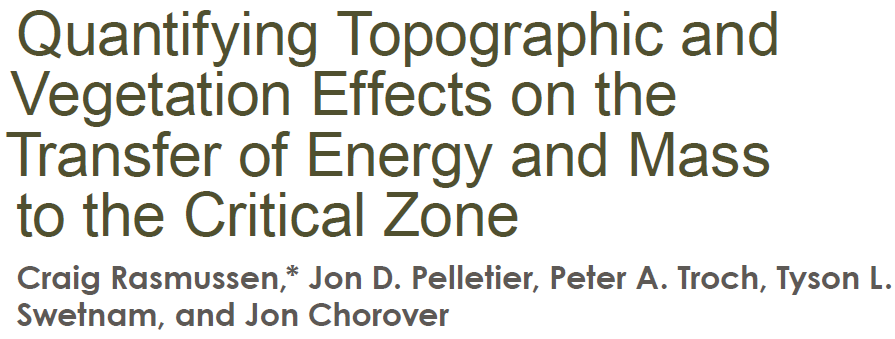 Quantifying Topographic and
Vegetation Effects on the
Transfer of Energy and Mass
to the Critical Zone
Craig Rasmussen,* Jon D. Pelletier, Peter A. Troch, Tyson L.
Swetnam, and Jon Chorover